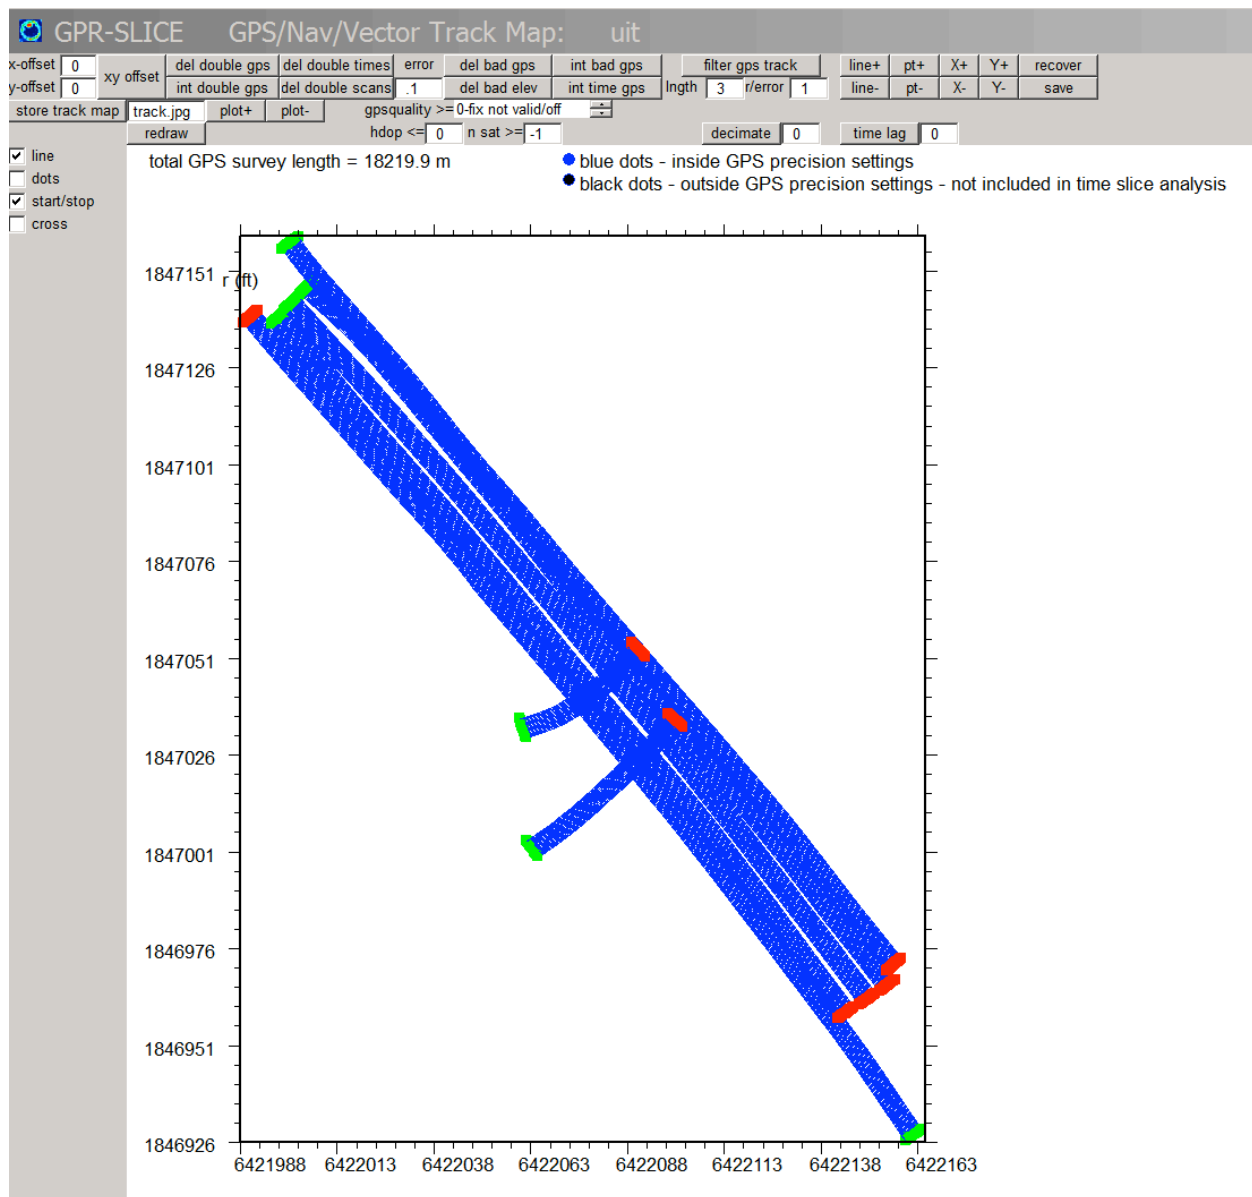 GPR-SLICE GPS/Nav/Vector Track Map: uit
x-offset 0 xy offset del double gps del double times error del bad gps int bad gps filter gps track line+ pt+ X+ Y+ recover
y-offset 0 int double gps del double scans .1 del bad elev int time gps lngth 3 r/error 1 line- pt- X- Y- save
store track map track.jpg plot+ plot- gpsquality >= 0-fix not valid/off
redraw hdop <= 0 n sat >= -1 decimate 0 time lag 0
line
dots
start/stop
cross
total GPS survey length = 18219.9 m
blue dots - inside GPS precision settings
black dots - outside GPS precision settings - not included in time slice analysis
1847151 r (ft)
1847126
1847101
1847076
1847051
1847026
1847001
1846976
1846951
1846926
6421988 6422013 6422038 6422063 6422088 6422113 6422138 6422163